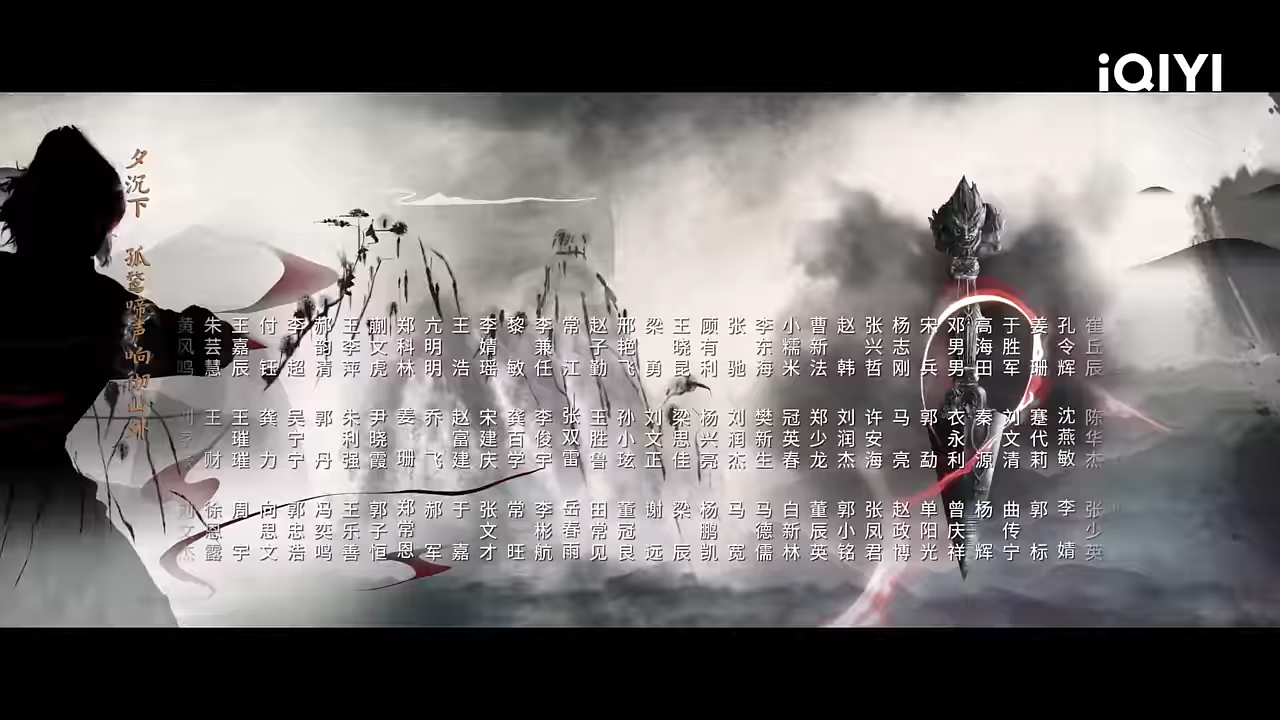 iQIYI
夕沉下 孤鹜啼声响彻山外
崔丘辰
孔令辉
姜珊
于胜军
高海田
邓男男
宋兵
杨志刚
张兴哲
赵韩
曹新法
小糯米
李东海
张驰
顾有利
王晓昆
梁勇
邢艳飞
赵子勤
常江
李兼任
黎敏
李婧瑶
王浩
亢明明
郑科林
蒯文虎
王李萍
郝韵清
李超
付钰
王嘉辰
朱芸慧
黄风鸣
陈华杰
沈燕敏
蹇代莉
刘文清
秦源
衣永利
郭勐
马亮
许安海
刘润杰
郑少龙
冠英春
樊新生
刘润杰
杨兴亮
梁思佳
刘文正
孙小玹
王胜鲁
张双雷
李俊宇
龚百学
宋建庆
赵富建
乔飞
姜珊
尹晓霞
朱利强
郭丹
吴宁宁
龚力
王璀璀
王财
张少英
李婧
郭标
曲传宁
杨辉
曾庆祥
单阳光
赵政博
张凤君
郭小铭
董辰英
白新林
马德儒
马宽
杨鹏凯
梁辰
谢远
董冠良
田常见
岳春雨
李彬航
常旺
张文才
于嘉
郝军
郑常恩
郭子恒
王乐善
冯奕鸣
郭忠浩
向思文
周宇
徐恩露
刘文杰